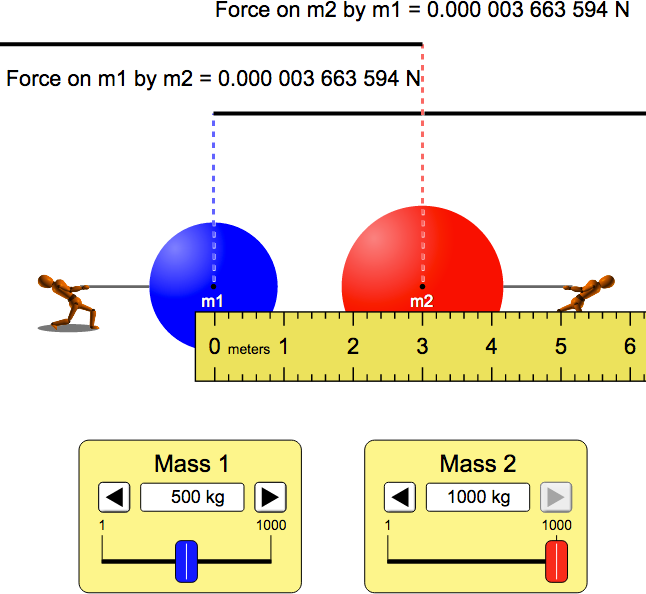 Force on m2 by m1 = 0.000 003 663 594 N
Force on m1 by m2 = 0.000 003 663 594 N
m1
m2
0 meters 1 2 3 4 5 6
Mass 1
500 kg
1 1000
Mass 2
1000 kg
1 1000